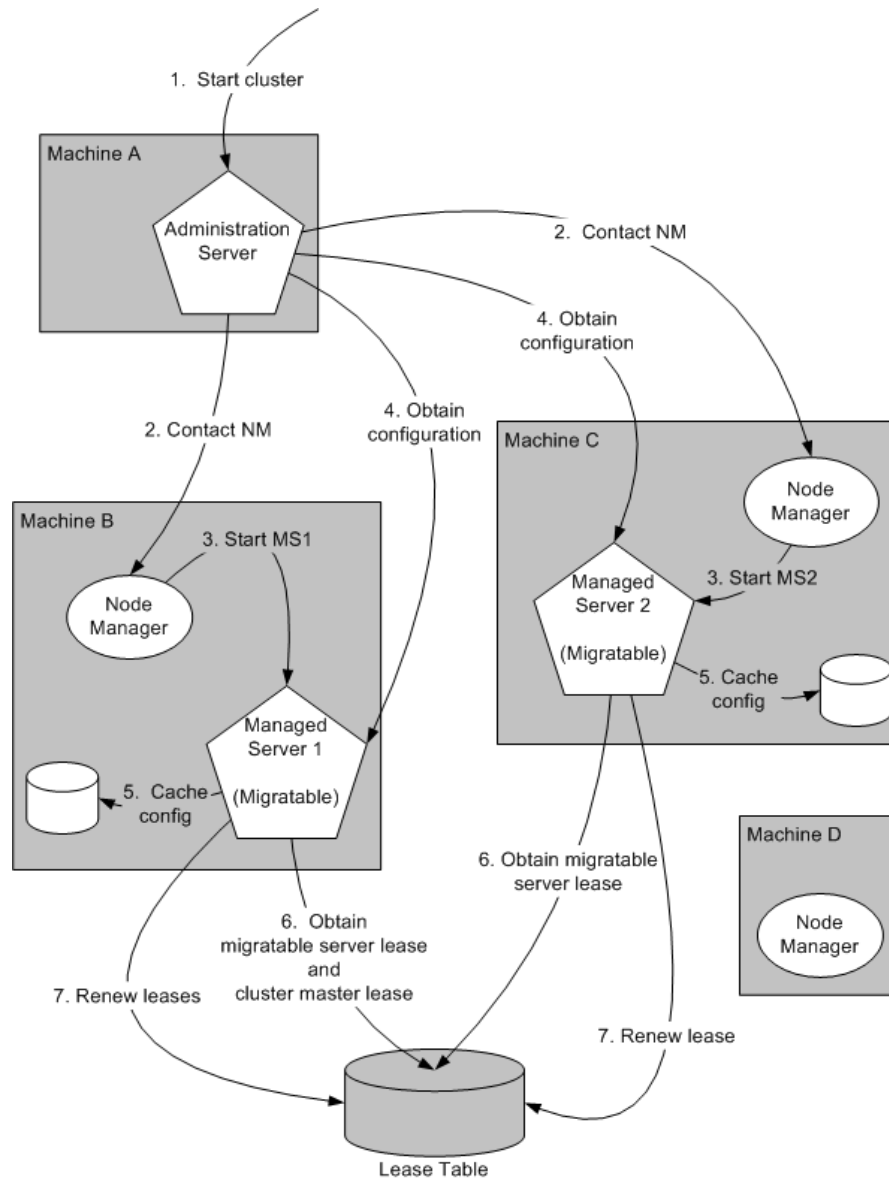 1. Start cluster
Machine A
Administration
Server
2. Contact NM
4. Obtain
configuration
2. Contact NM
4. Obtain
configuration
Machine C
Node
Manager
3. Start MS2
Managed
Server 2
(Migratable)
5. Cache
config
Machine B
3. Start MS1
Node
Manager
Managed
Server 1
(Migratable)
5. Cache
config
6. Obtain migratable
server lease
Machine D
Node
Manager
6. Obtain
migratable server lease
and
cluster master lease
7. Renew leases
7. Renew lease
Lease Table